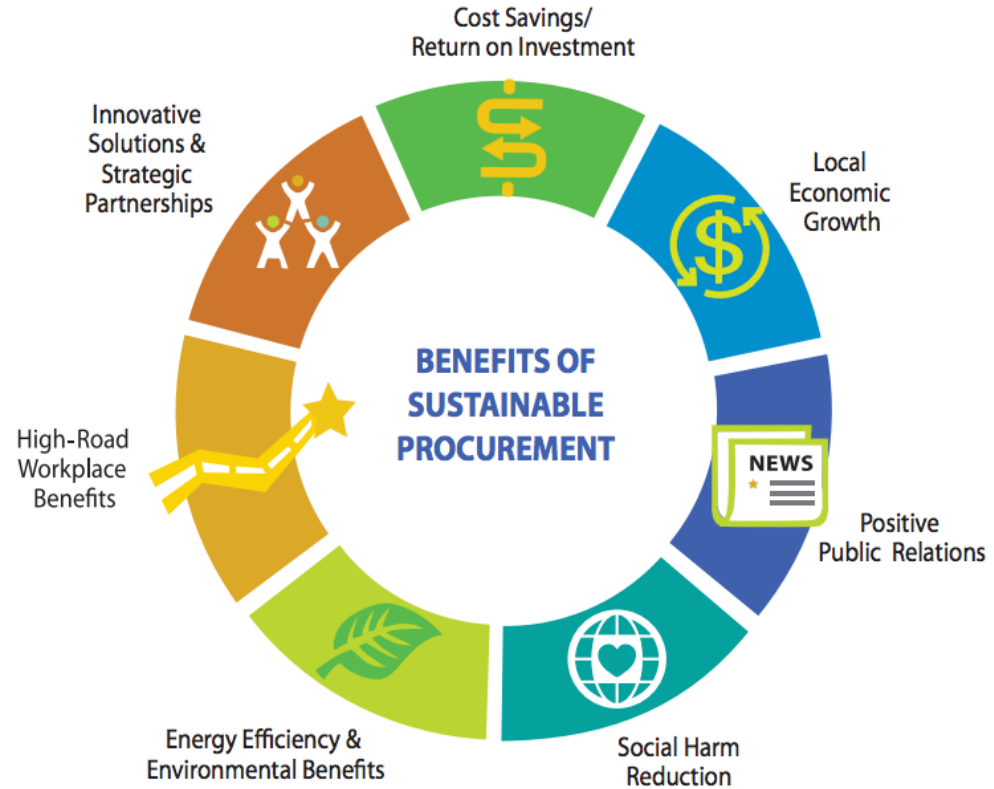 Cost Savings/
Return on Investment
Local
Economic
Growth
Positive
Public Relations
Social Harm
Reduction
Energy Efficiency &
Environmental Benefits
High-Road
Workplace
Benefits
Innovative
Solutions &
Strategic
Partnerships
BENEFITS OF
SUSTAINABLE
PROCUREMENT
$
NEWS